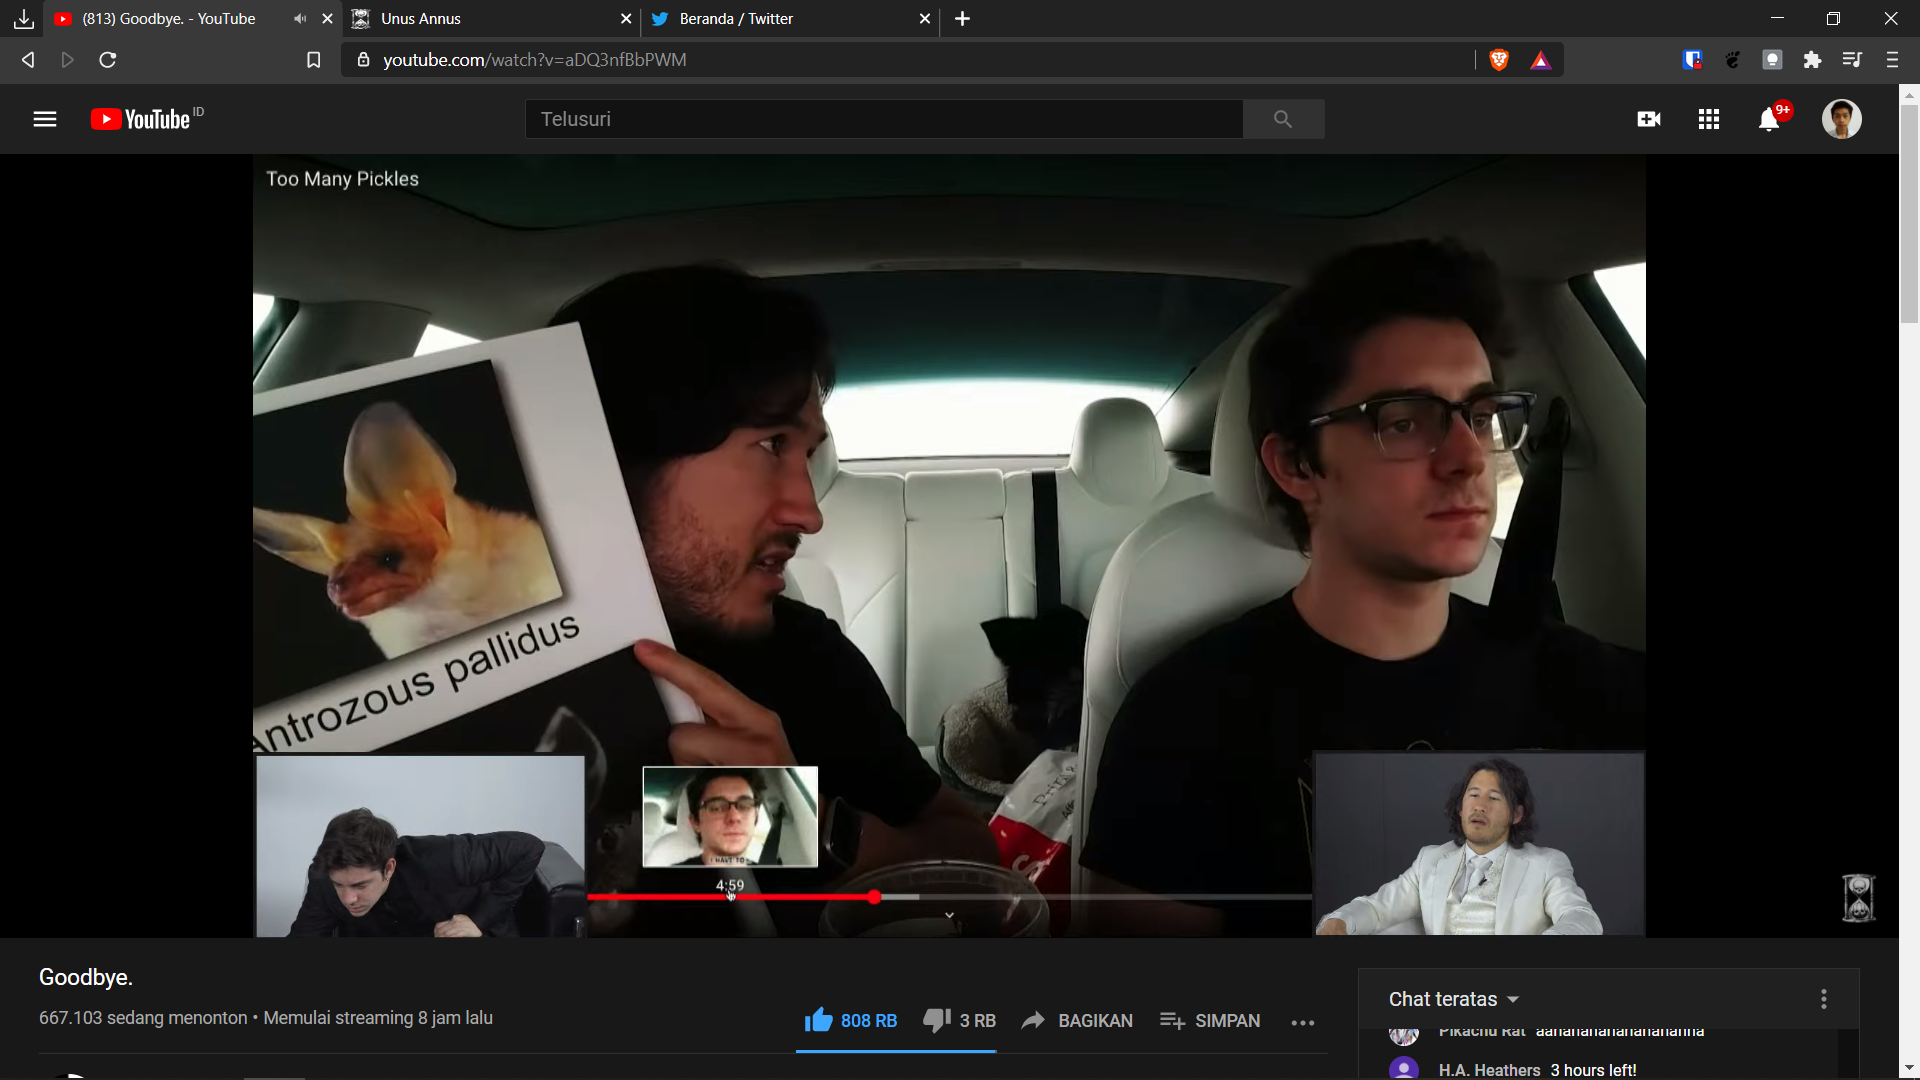 (813) Goodbye. - YouTube
Unus Annus
Beranda / Twitter
youtube.com/watch?v=aDQ3nfBbPWM
YouTube ID
Telusuri
9+
Too Many Pickles
Antrozous pallidus
I HAVE TO
4:59
Goodbye.
667.103 sedang menonton • Memulai streaming 8 jam lalu
808 RB
3 RB
BAGIKAN
SIMPAN
Chat teratas
Pikachu Rat
H.A. Heathers 3 hours left!